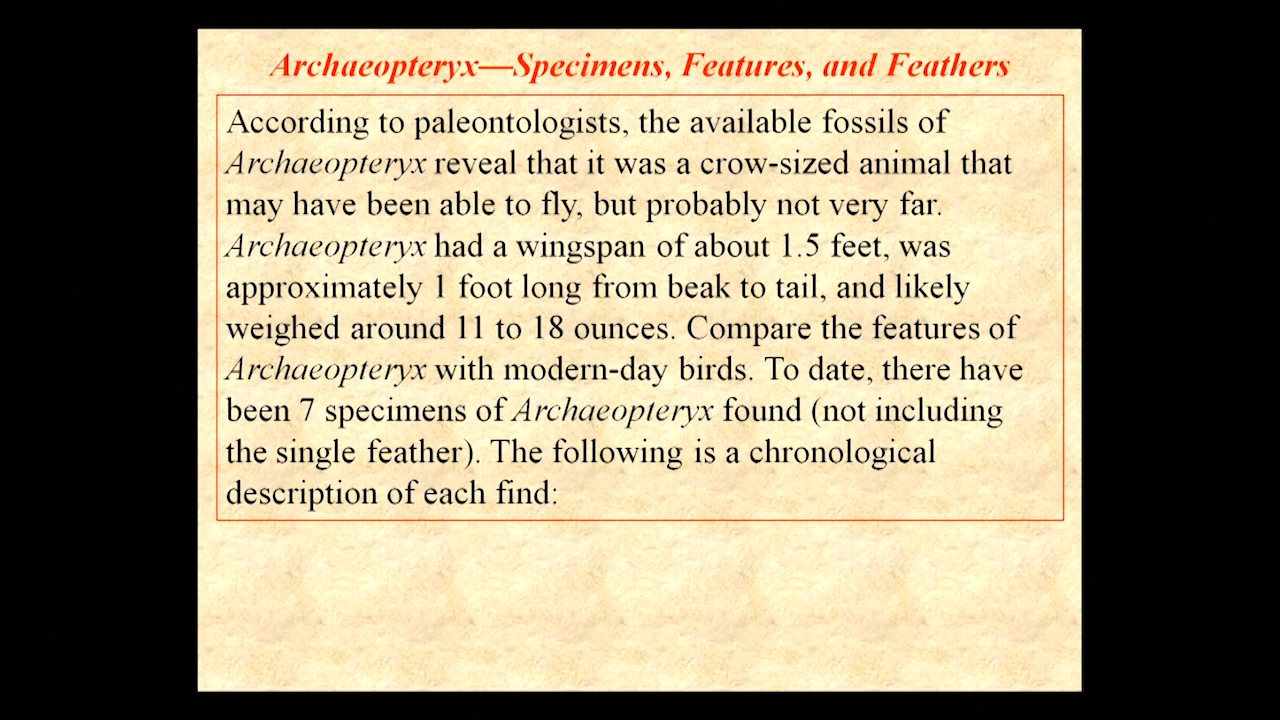 Archaeopteryx—Specimens, Features, and Feathers
According to paleontologists, the available fossils of
Archaeopteryx reveal that it was a crow-sized animal that
may have been able to fly, but probably not very far.
Archaeopteryx had a wingspan of about 1.5 feet, was
approximately 1 foot long from beak to tail, and likely
weighed around 11 to 18 ounces. Compare the features of
Archaeopteryx with modern-day birds. To date, there have
been 7 specimens of Archaeopteryx found (not including
the single feather). The following is a chronological
description of each find: